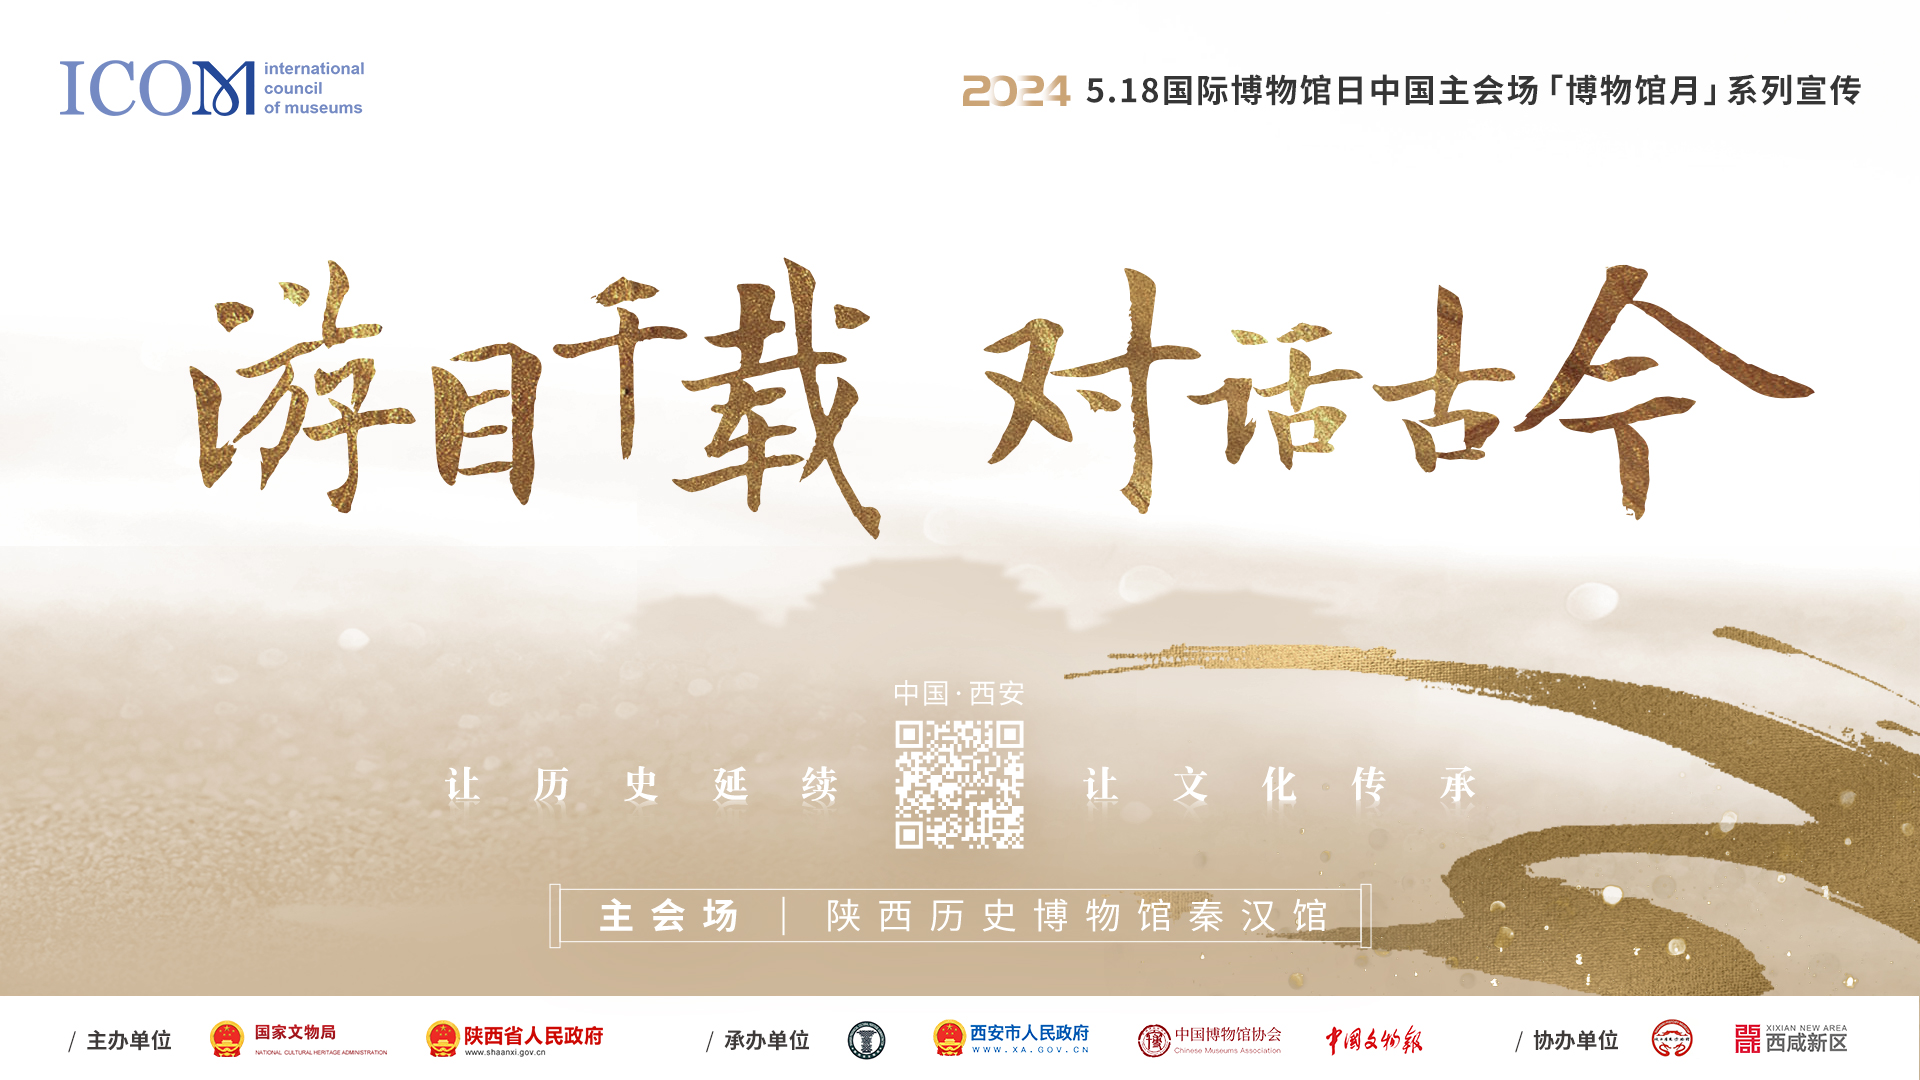 ICOM international
council
of museums
2024 5.18国际博物馆日中国主会场「博物馆月」系列宣传
游目千载 对话古今
中国·西安
让历史延续 让文化传承
主会场 | 陕西历史博物馆秦汉馆
/ 主办单位
国家文物局
NATIONAL CULTURAL HERITAGE ADMINISTRATION
陕西省人民政府
www.shaanxi.gov.cn
/ 承办单位
西安市人民政府
WWW.XA.GOV.CN
中国博物馆协会
Chinese Museums Association
中国文物报
/ 协办单位
XIXIAN NEW AREA
西咸新区